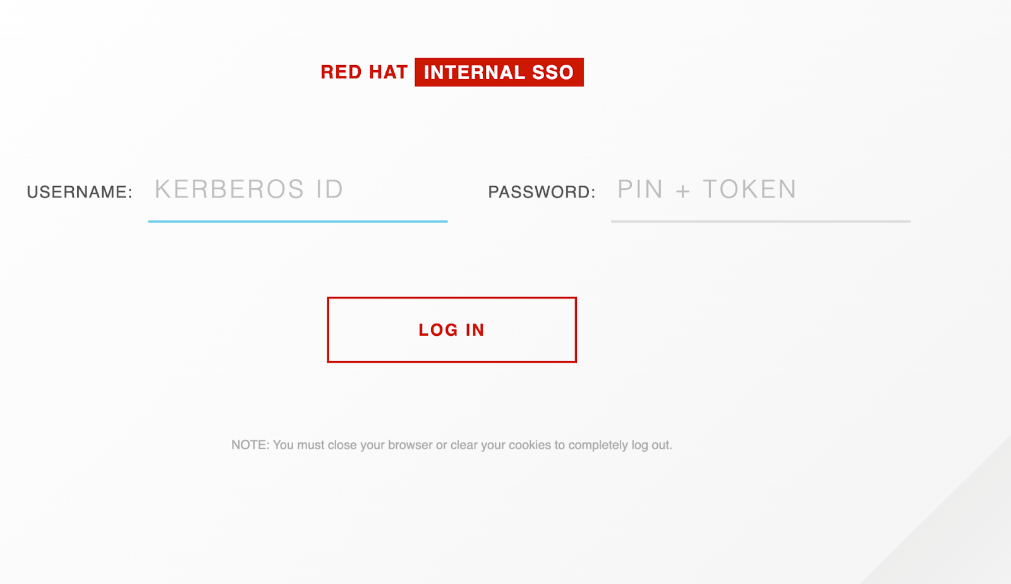 RED HAT INTERNAL SSO
USERNAME: KERBEROS ID PASSWORD: PIN + TOKEN
LOG IN
NOTE: You must close your browser or clear your cookies to completely log out.